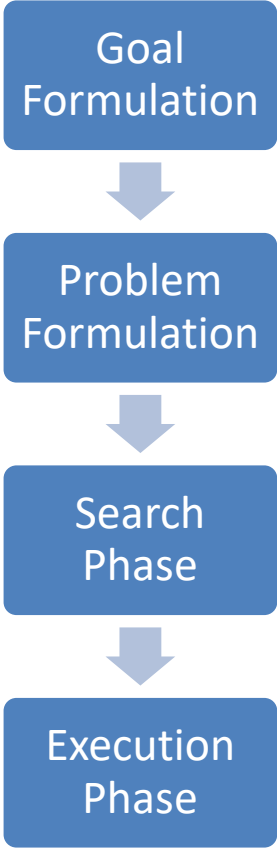 Goal
Formulation
Problem
Formulation
Search
Phase
Execution
Phase